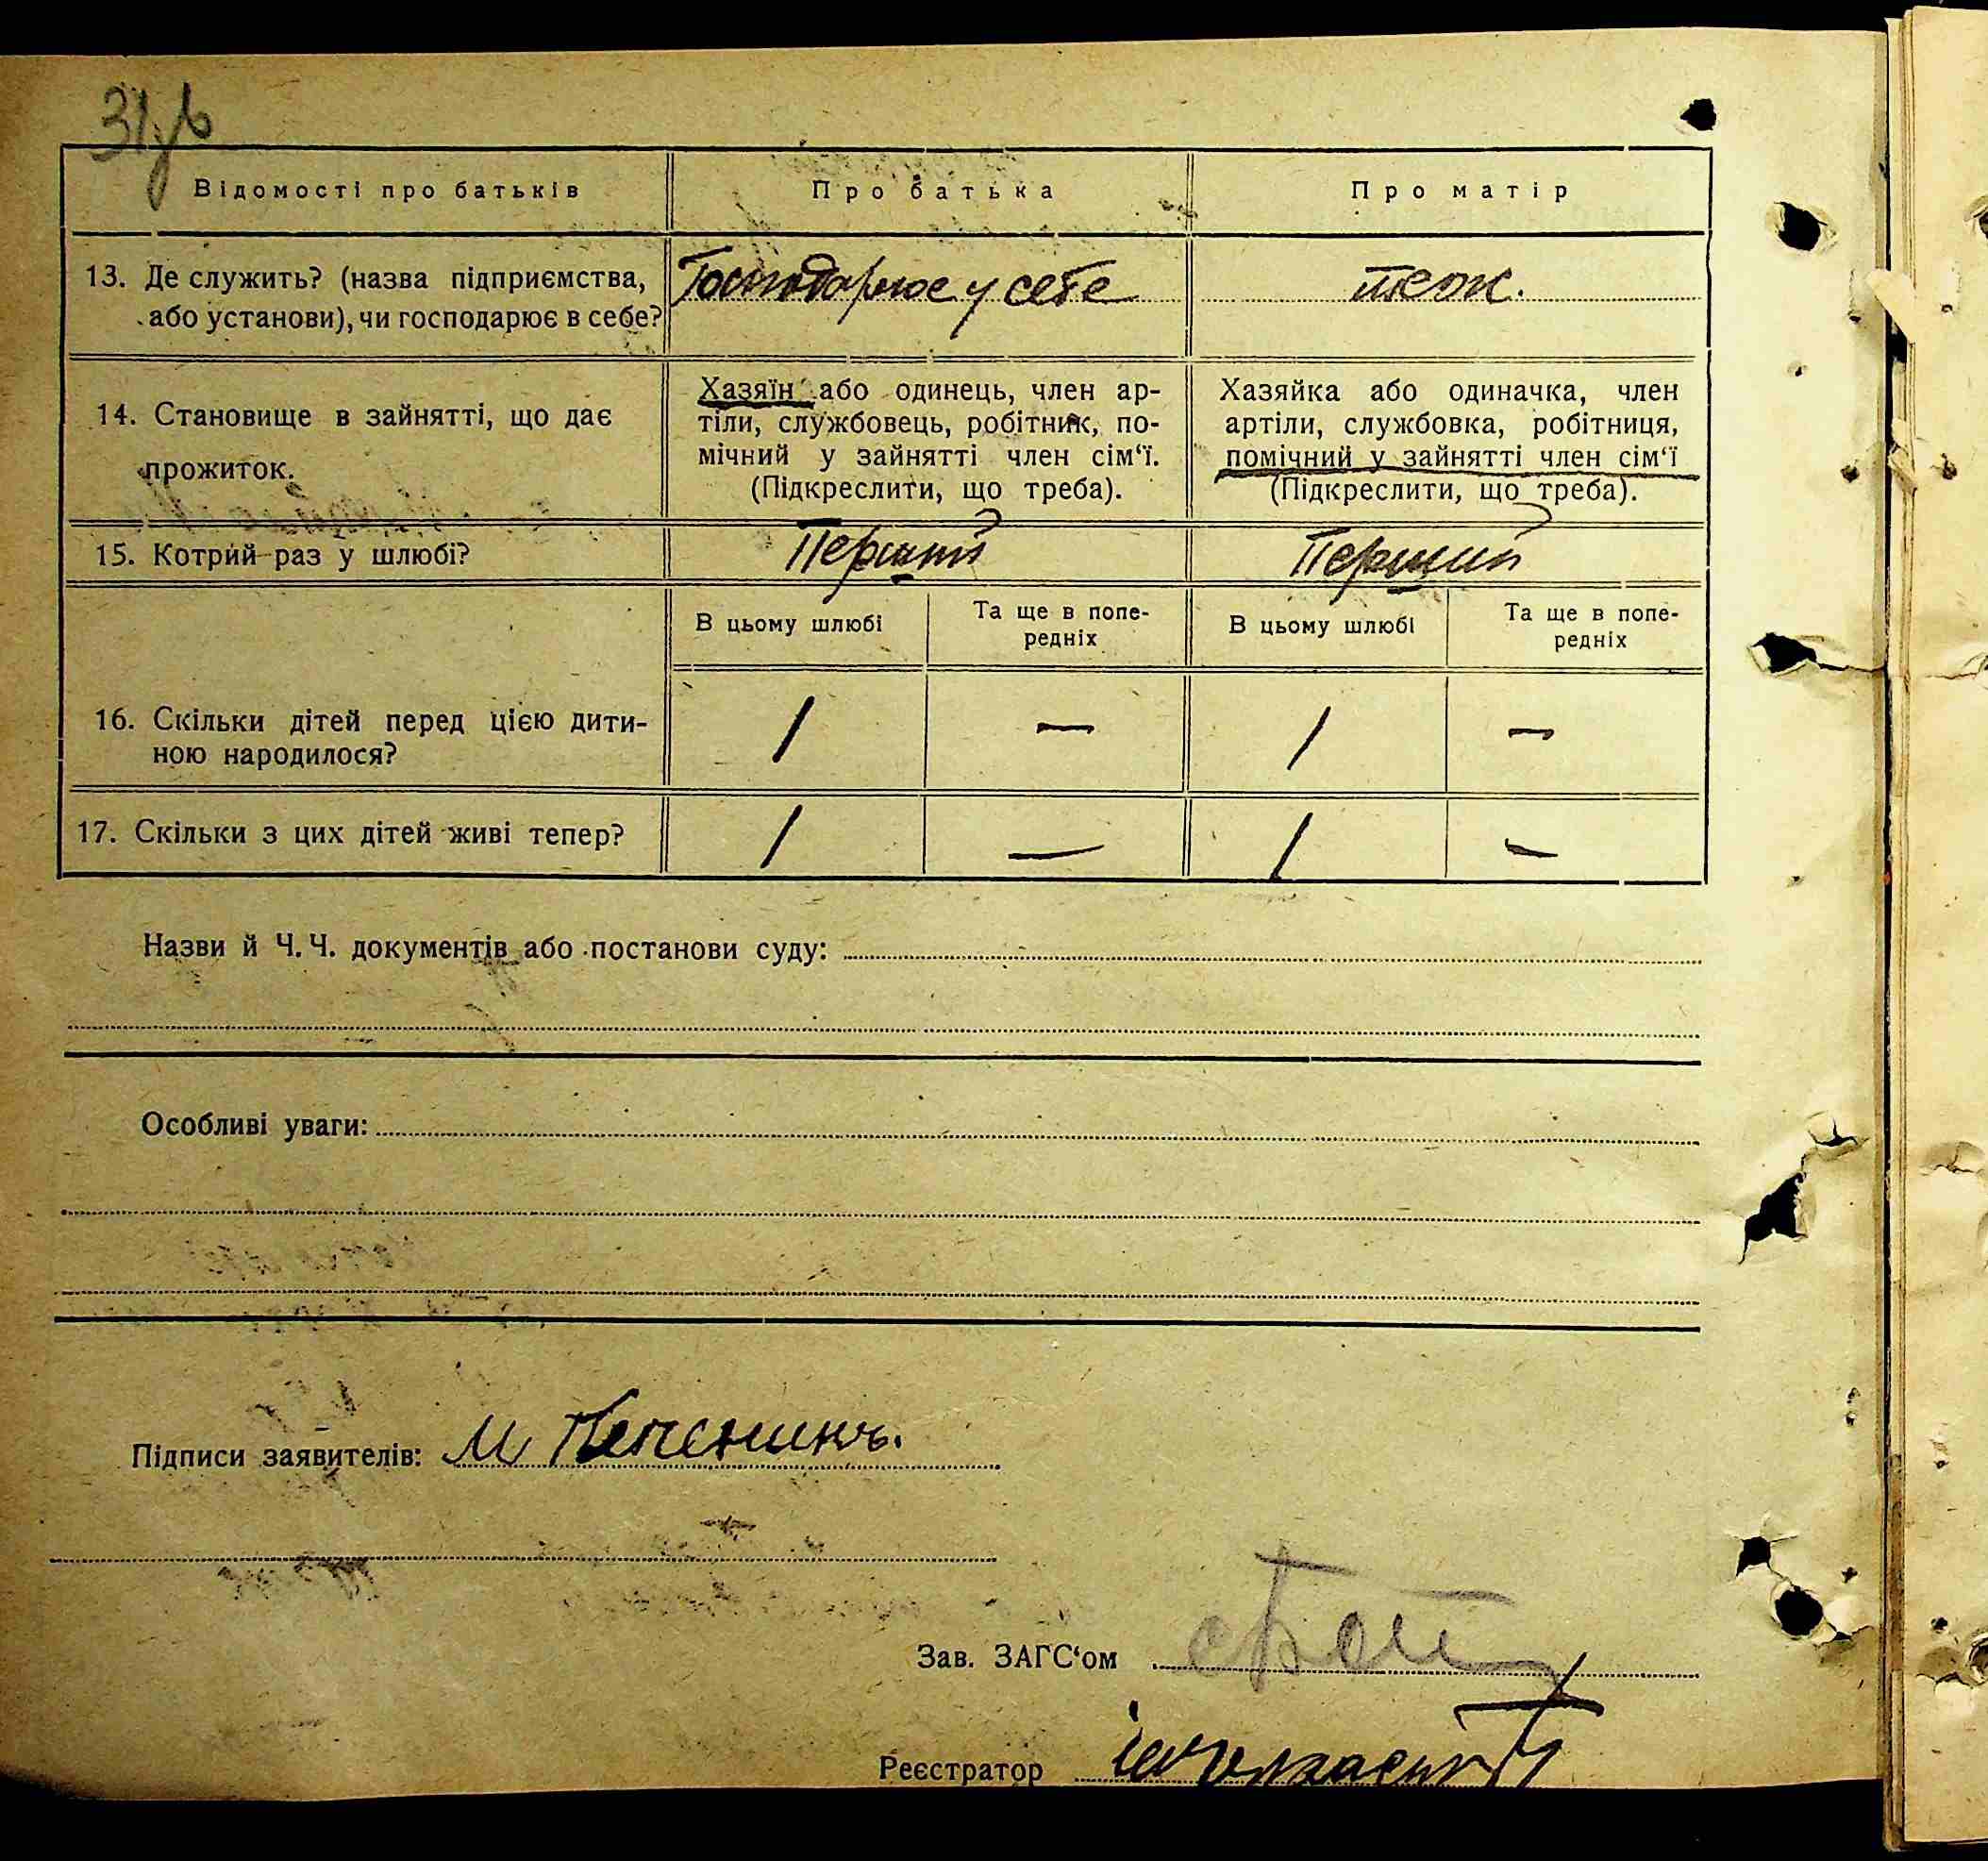 31
Відомості про батьків
Про батька
Про матір
13. Де служить? (назва підприємства,
або установи), чи господарює в себе?
Господарює у себе
теж.
14. Становище в зайнятті, що дає
прожиток.
Хазяїн або одинець, член ар-
тіли, службовець, робітник, по-
мічний у зайнятті член сім‘ї.
(Підкреслити, що треба).
Хазяйка або одиначка, член
артіли, службовка, робітниця,
помічний у зайнятті член сім‘ї
(Підкреслити, що треба).
15. Котрий раз у шлюбі?
Перший
Перший
В цьому шлюбі
Та ще в попе-
редніх
В цьому шлюбі
Та ще в попе-
редніх
16. Скільки дітей перед цією дити-
ною народилося?
1 — 1 —
17. Скільки з цих дітей живі тепер?
1 — 1 —
Назви й Ч. Ч. документів або постанови суду:
Особливі уваги:
Підписи заявителів: М
Зав. ЗАГС‘ом
Реєстратор